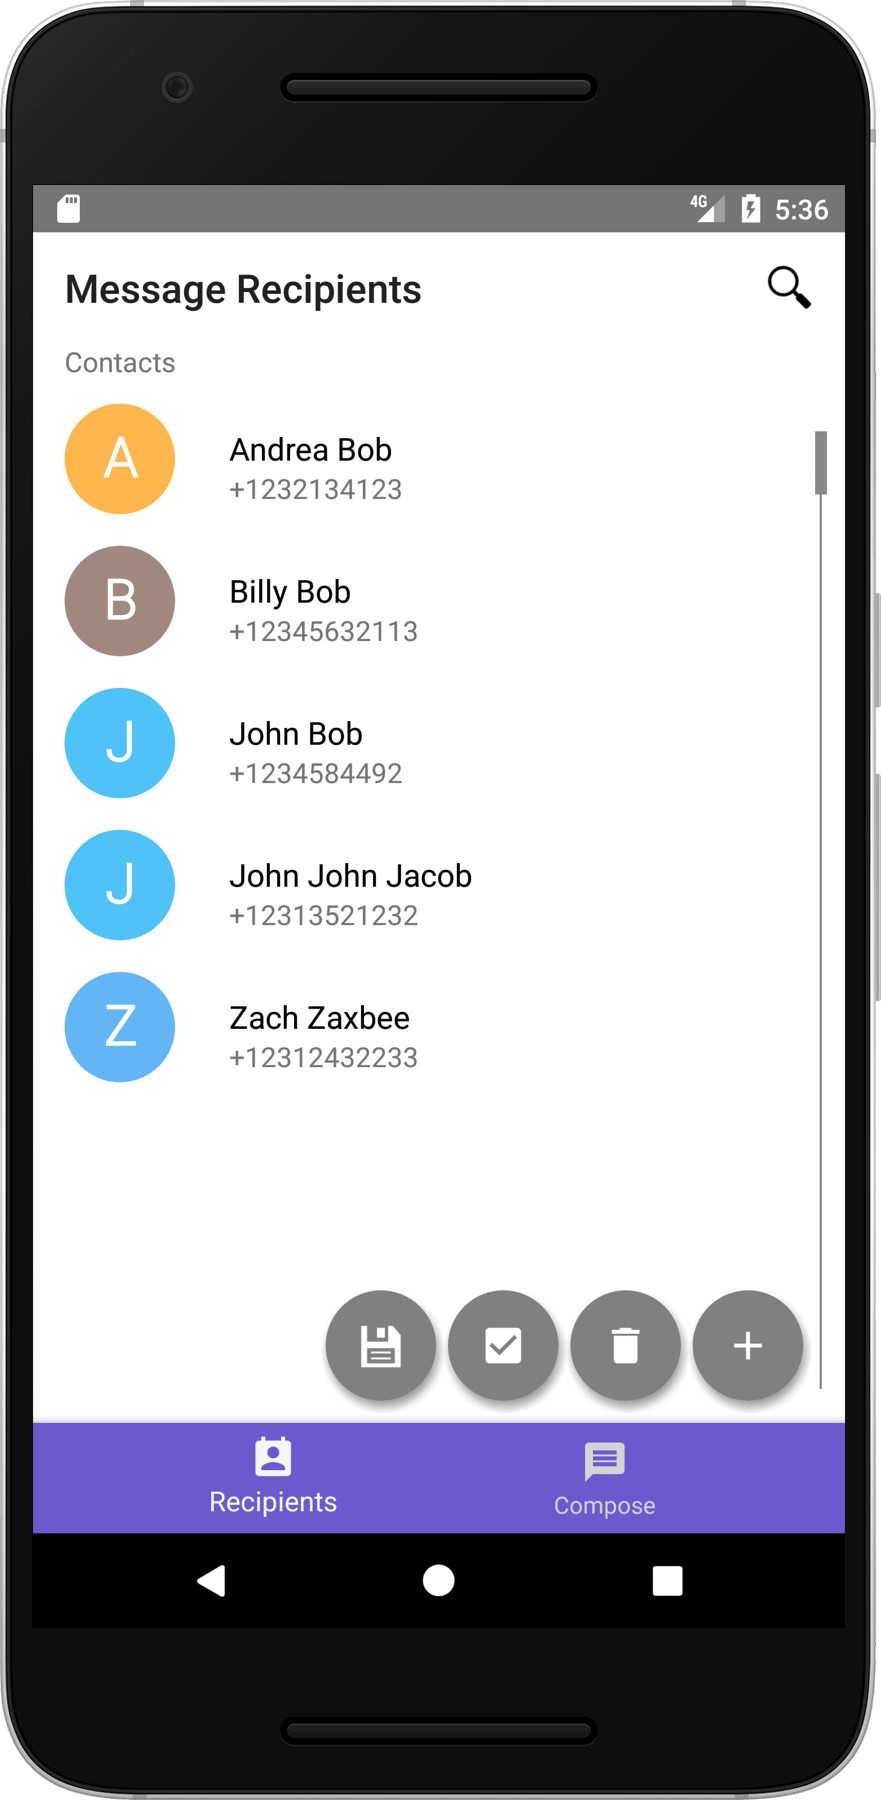 4G 5:36
Message Recipients
Contacts
A
Andrea Bob
+1232134123
B
Billy Bob
+12345632113
J
John Bob
+1234584492
J
John John Jacob
+12313521232
Z
Zach Zaxbee
+12312432233
Recipients
Compose